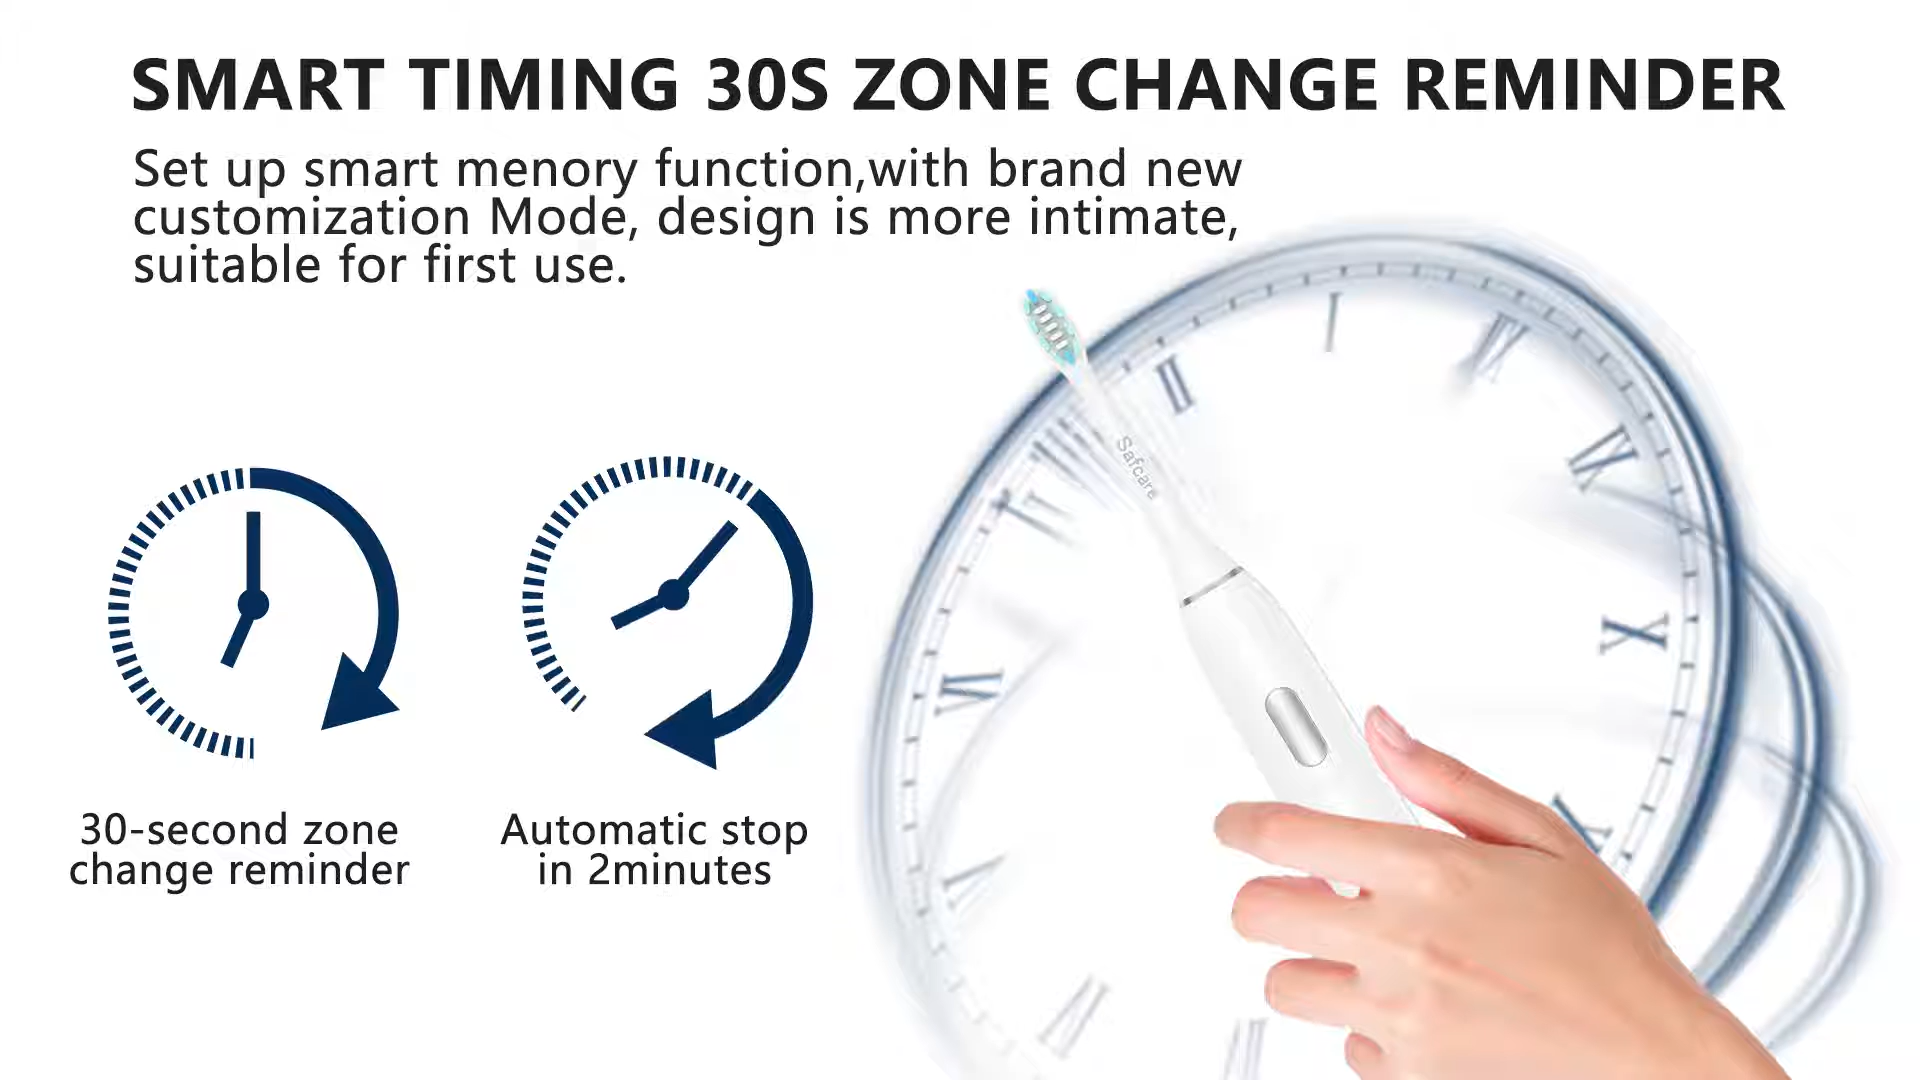 SMART TIMING 30S ZONE CHANGE REMINDER
Set up smart menory function,with brand new
customization Mode, design is more intimate,
suitable for first use.
Safcare
30-second zone
change reminder
Automatic stop
in 2minutes